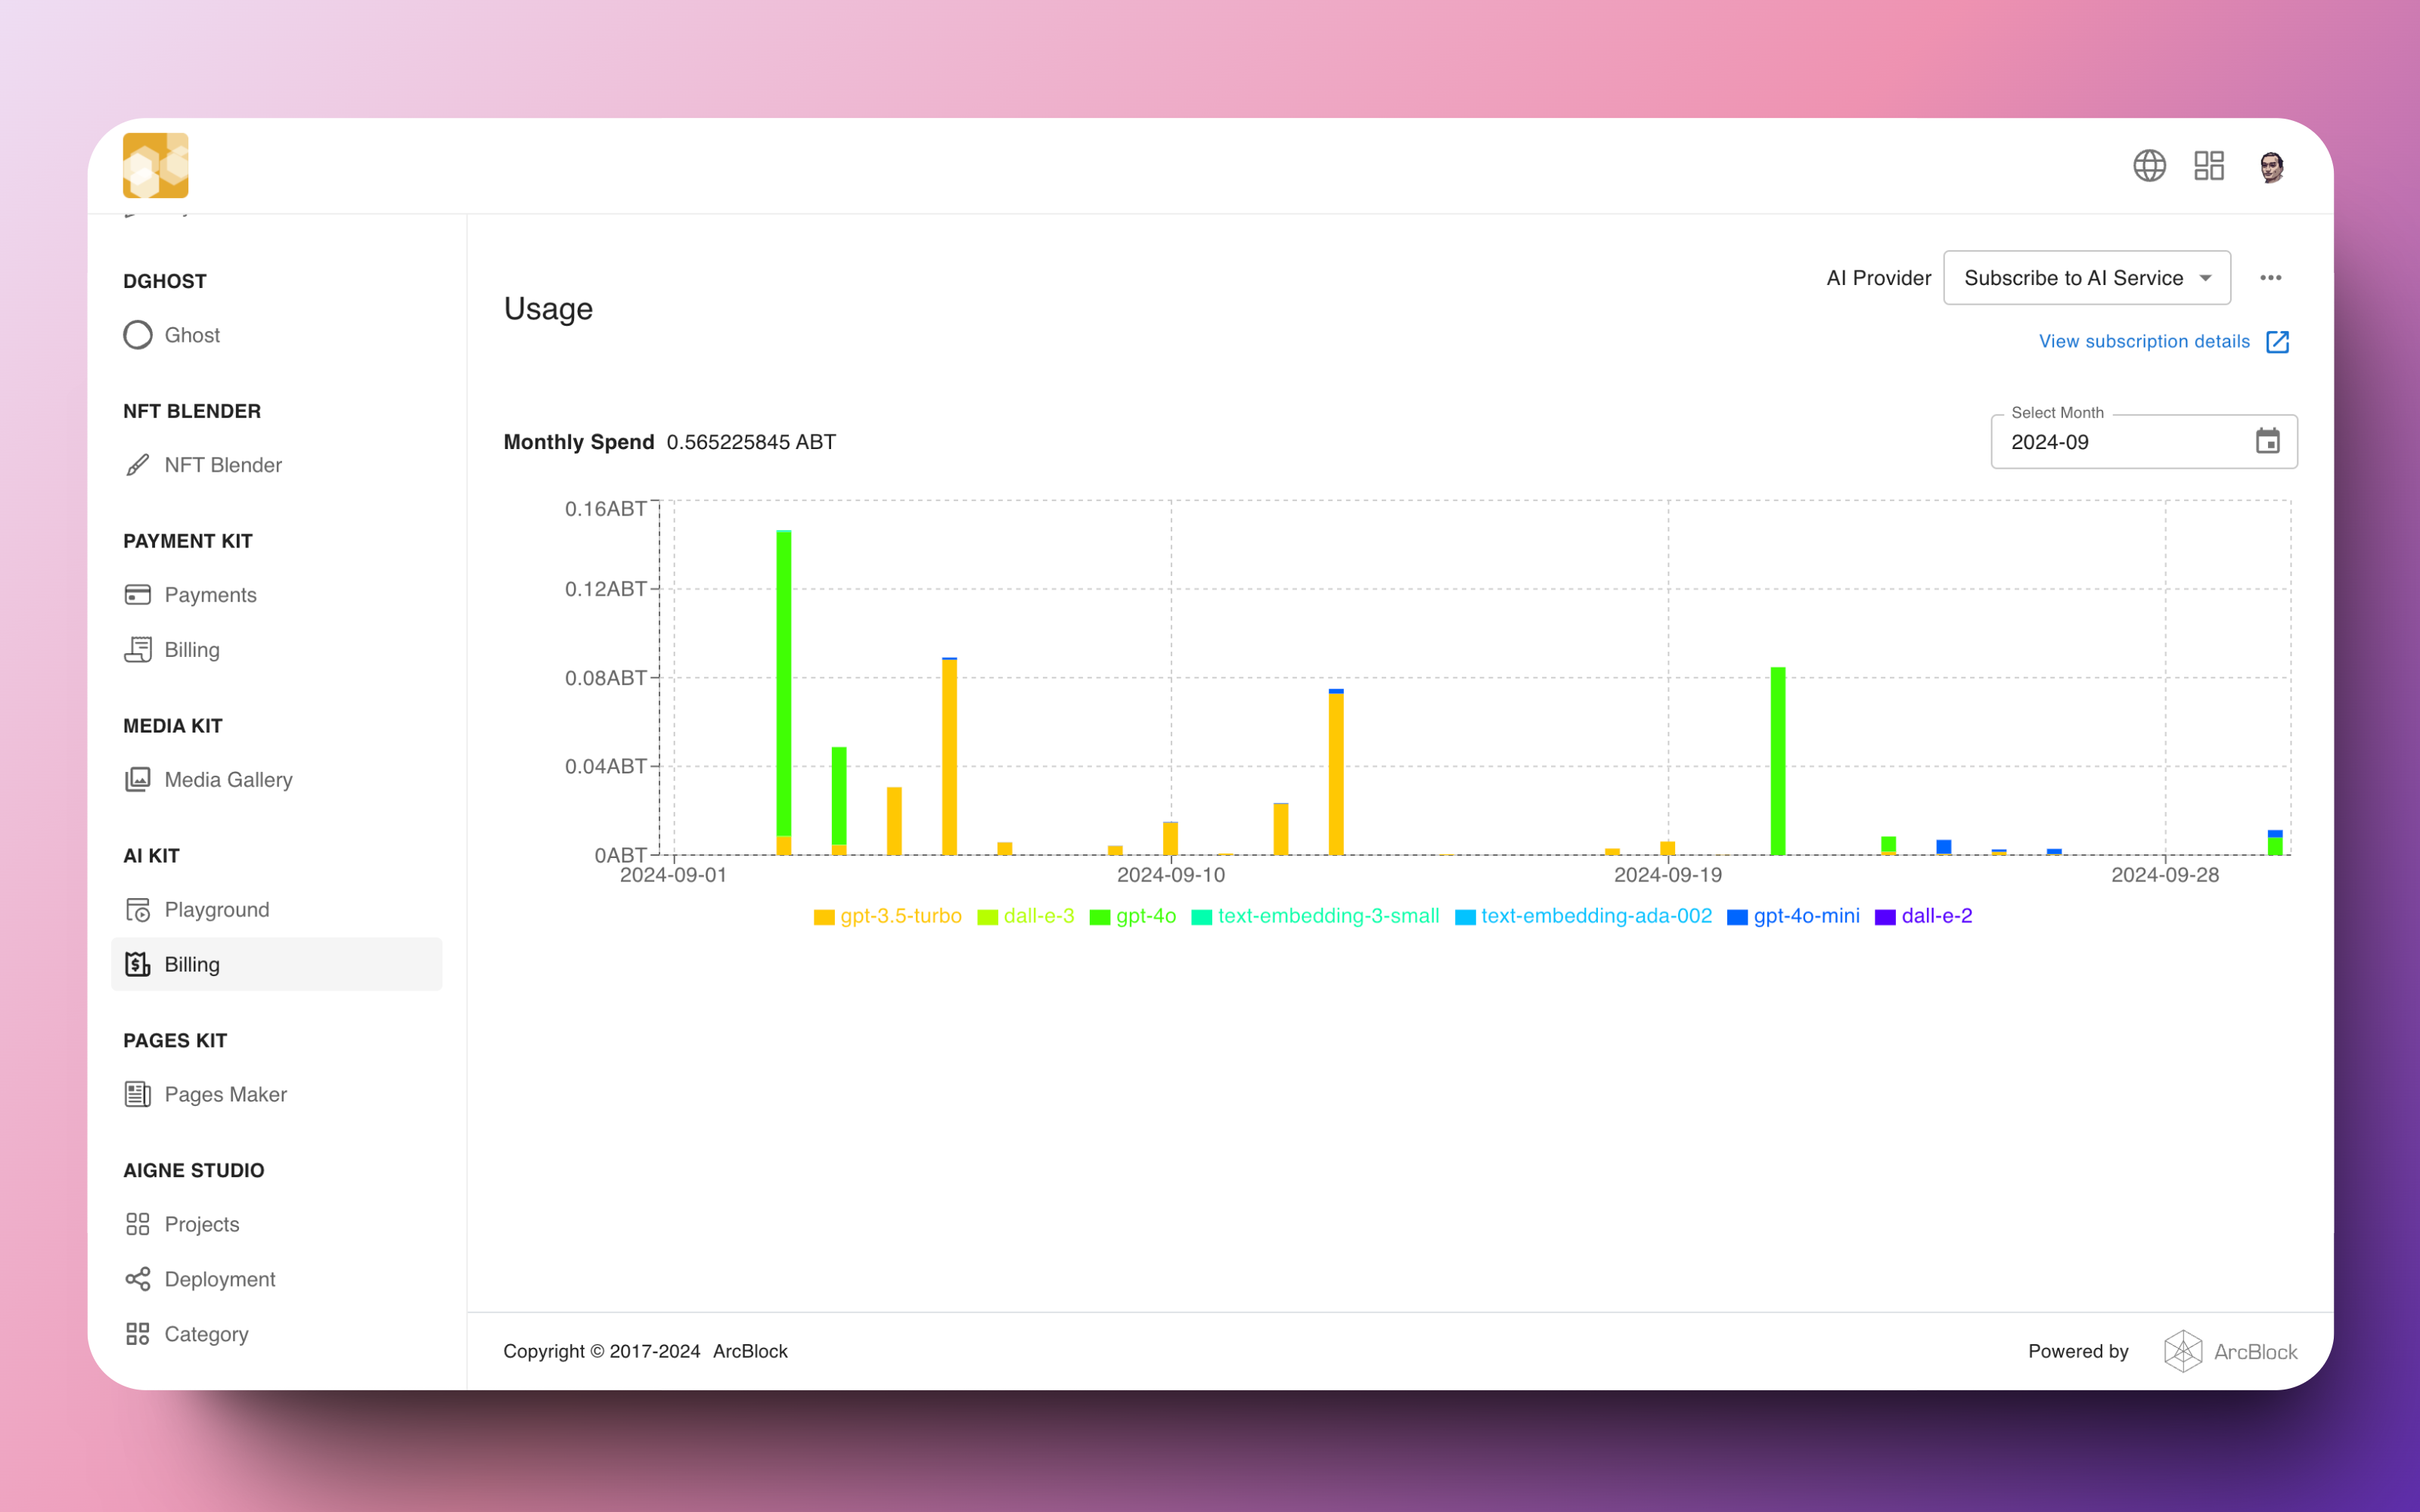 DGHOST
Ghost
NFT BLENDER
NFT Blender
PAYMENT KIT
Payments
Billing
MEDIA KIT
Media Gallery
AI KIT
Playground
Billing
PAGES KIT
Pages Maker
AIGNE STUDIO
Projects
Deployment
Category
Usage
AI Provider Subscribe to AI Service
View subscription details
Monthly Spend 0.565225845 ABT
Select Month
2024-09
0.16ABT
0.12ABT
0.08ABT
0.04ABT
0ABT
2024-09-01 2024-09-10 2024-09-19 2024-09-28
gpt-3.5-turbo dall-e-3 gpt-4o text-embedding-3-small text-embedding-ada-002 gpt-4o-mini dall-e-2
Copyright © 2017-2024 ArcBlock
Powered by ArcBlock